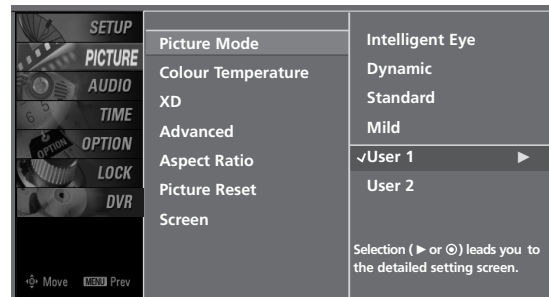 SETUP
PICTURE
AUDIO
TIME
OPTION
LOCK
DVR
Move MENU Prev
Picture Mode
Colour Temperature
XD
Advanced
Aspect Ratio
Picture Reset
Screen
Intelligent Eye
Dynamic
Standard
Mild
✓User 1 ►
User 2
Selection ( ► or ⊙) leads you to
the detailed setting screen.